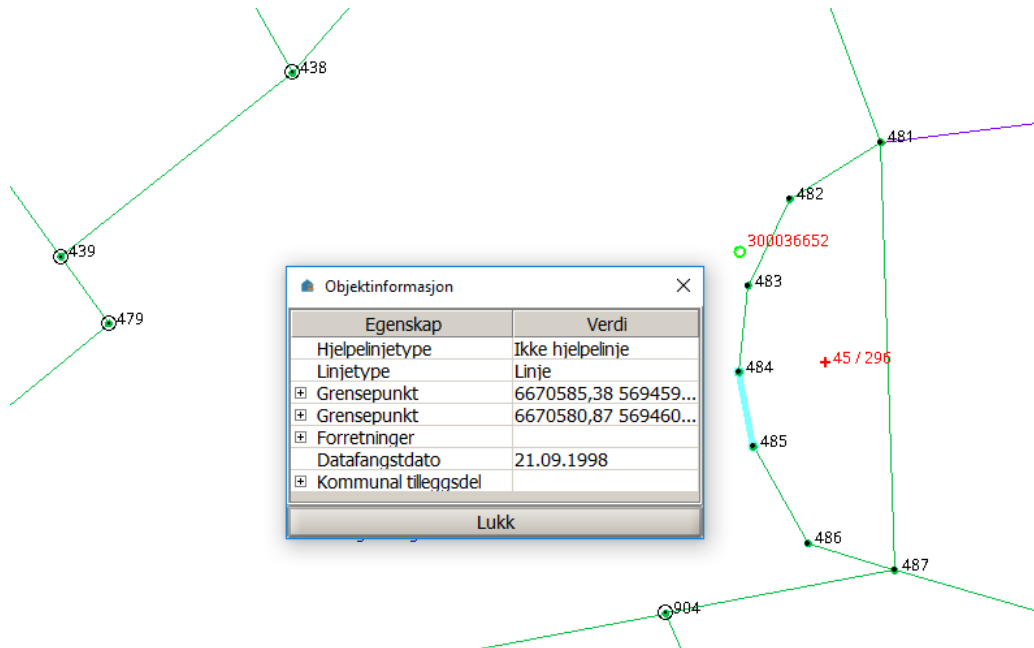 438
481
482
300036652
439
483
Objektinformasjon
479
Egenskap Verdi
Hjelpelinjetype Ikke hjelpelinje
45 / 296
Linjetype Linje
484
Grensepunkt 6670585,38 569459...
Grensepunkt 6670580,87 569460...
Forretninger
485
Datafangstdato 21.09.1998
Kommunal tilleggsdel
Lukk
486
487
904